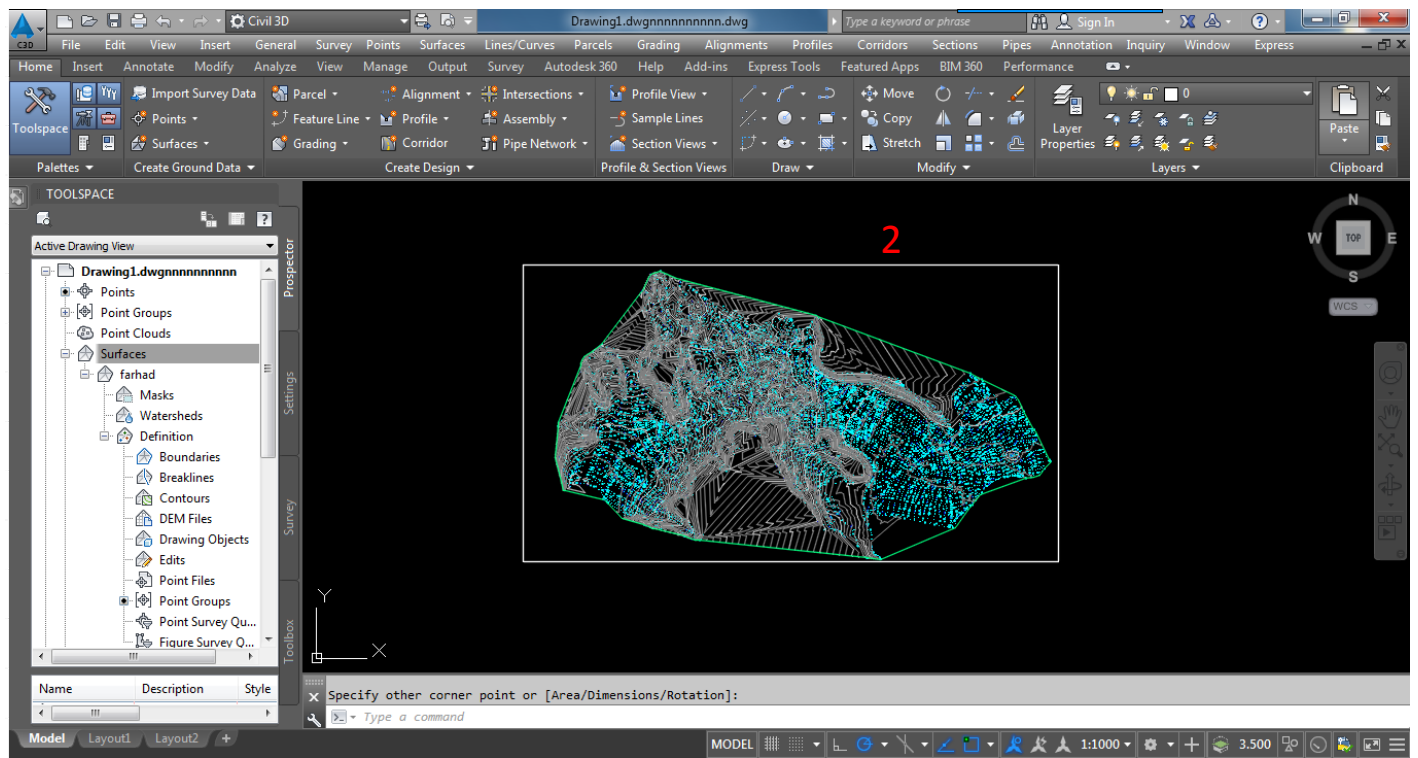 Civil 3D
Drawing1.dwgnnnnnnnnnn.dwg
Type a keyword or phrase
Sign In
C3D
File Edit View Insert General Survey Points Surfaces Lines/Curves Parcels Grading Alignments Profiles Corridors Sections Pipes Annotation Inquiry Window Express
Home Insert Annotate Modify Analyze View Manage Output Survey Autodesk 360 Help Add-ins Express Tools Featured Apps BIM 360 Performance
Toolspace
Import Survey Data
Points
Surfaces
Parcel
Feature Line
Grading
Alignment
Profile
Corridor
Intersections
Assembly
Pipe Network
Profile View
Sample Lines
Section Views
Move
Copy
Stretch
Layer
Properties
0
Paste
Palettes
Create Ground Data
Create Design
Profile & Section Views
Draw
Modify
Layers
Clipboard
TOOLSPACE
Active Drawing View
Drawing1.dwgnnnnnnnnnn
Points
Point Groups
Point Clouds
Surfaces
farhad
Masks
Watersheds
Definition
Boundaries
Breaklines
Contours
DEM Files
Drawing Objects
Edits
Point Files
Point Groups
Point Survey Qu...
Figure Survey Q...
Name Description Style
Prospector
Settings
Survey
Toolbox
2
N
W TOP E
S
WCS
Y
X
Specify other corner point or [Area/Dimensions/Rotation]:
Type a command
Model Layout1 Layout2 +
MODEL
1:1000
3.500